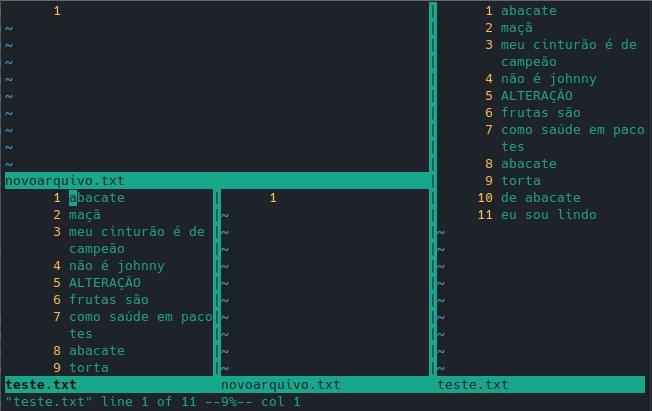 1
~
~
~
~
~
~
~
~
~
novoarquivo.txt
1 abacate
2 maçã
3 meu cinturão é de
campeão
4 não é johnny
5 ALTERAÇÃO
6 frutas são
7 como saúde em paco
tes
8 abacate
9 torta
teste.txt
1
~
~
~
~
~
~
~
~
~
~
novoarquivo.txt
1 abacate
2 maçã
3 meu cinturão é de
campeão
4 não é johnny
5 ALTERAÇÃO
6 frutas são
7 como saúde em paco
tes
8 abacate
9 torta
10 de abacate
11 eu sou lindo
~
~
~
~
~
~
~
~
~
teste.txt
"teste.txt" line 1 of 11 --9%-- col 1